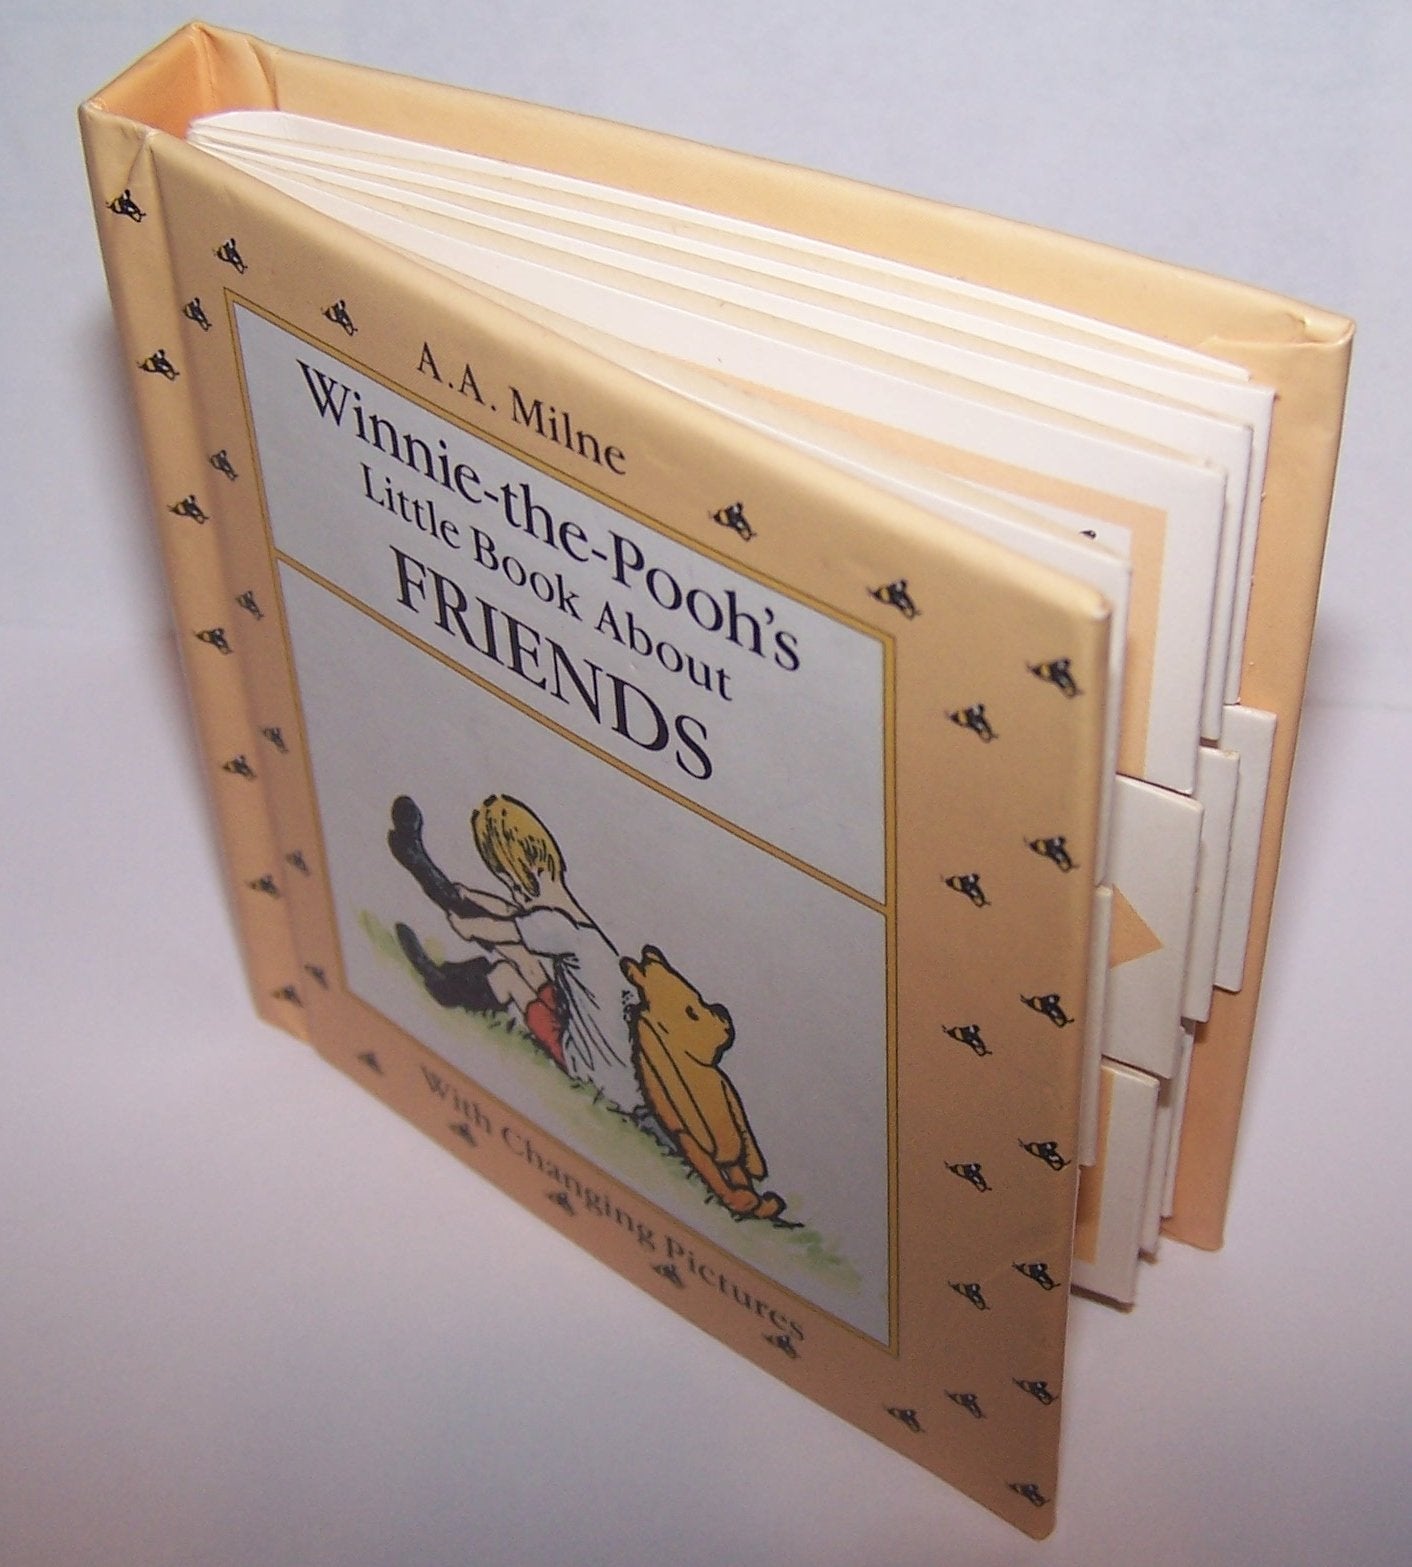 A.A. Milne
Winnie-the-Pooh's
Little Book About
FRIENDS
With Changing Pictures